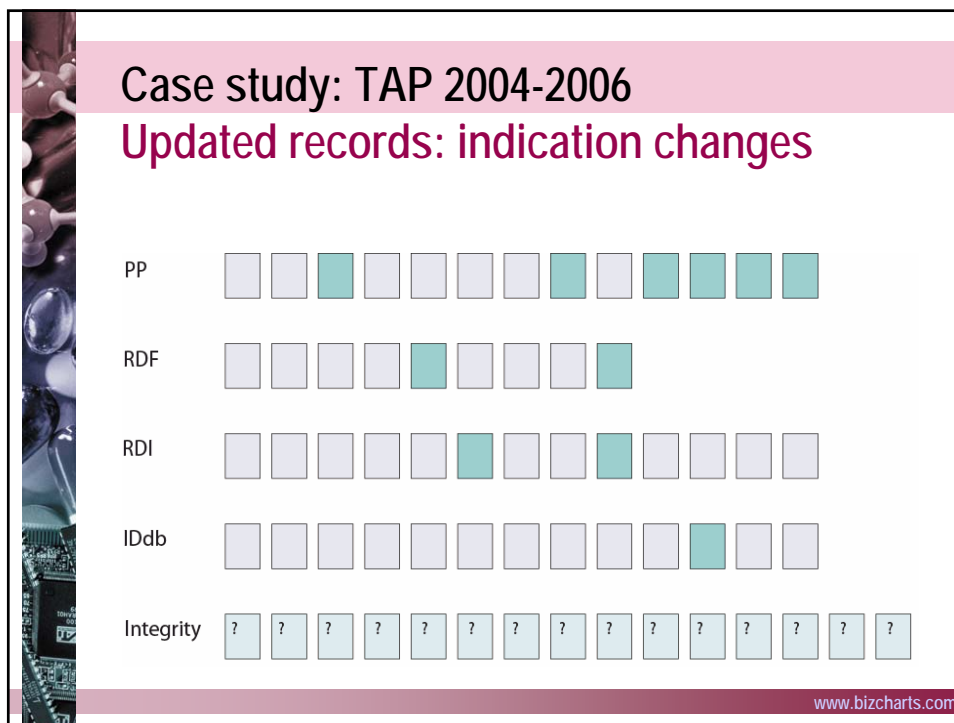 Case study: TAP 2004-2006
Updated records: indication changes
PP
RDF
RDI
IDdb
Integrity ? ? ? ? ? ? ? ? ? ? ? ? ? ? ?
www.bizcharts.com